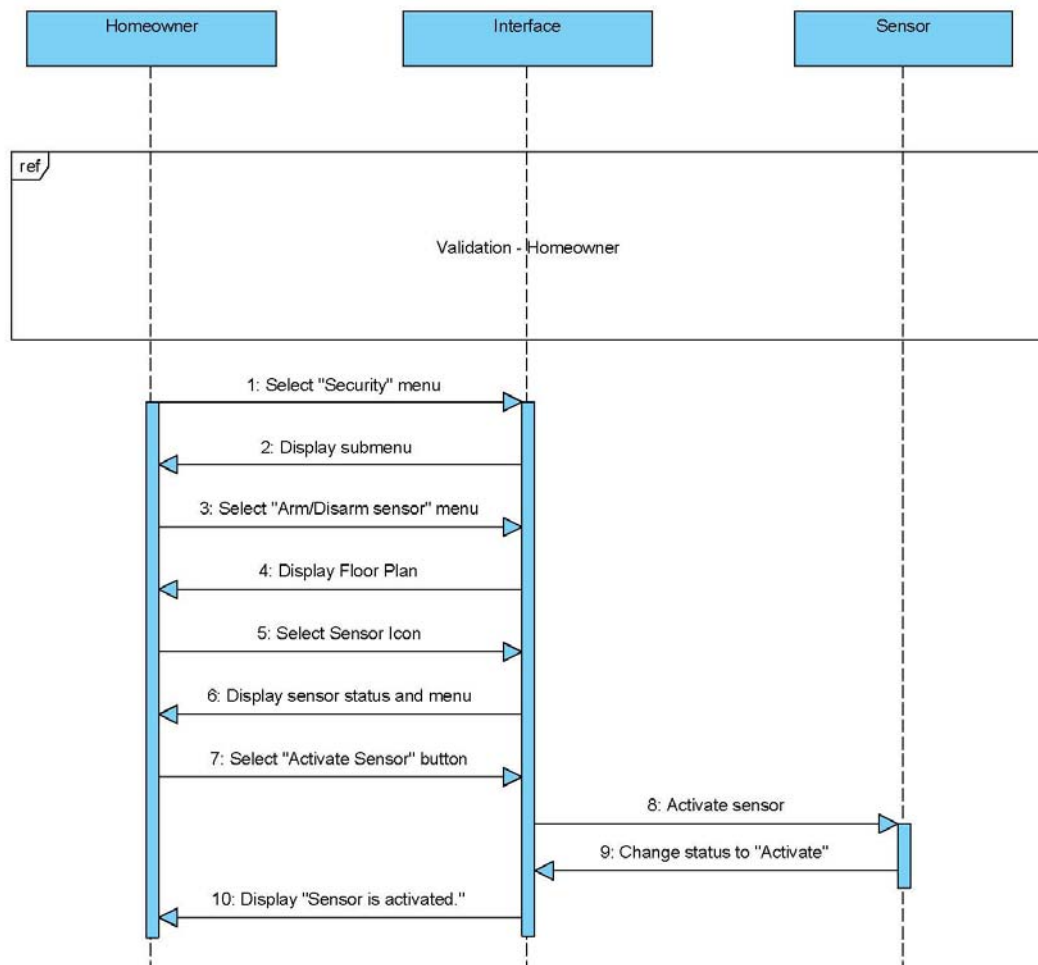 Homeowner
Interface
Sensor
ref
Validation - Homeowner
1: Select "Security" menu
2: Display submenu
3: Select "Arm/Disarm sensor" menu
4: Display Floor Plan
5: Select Sensor Icon
6: Display sensor status and menu
7: Select "Activate Sensor" button
8: Activate sensor
9: Change status to "Activate"
10: Display "Sensor is activated."